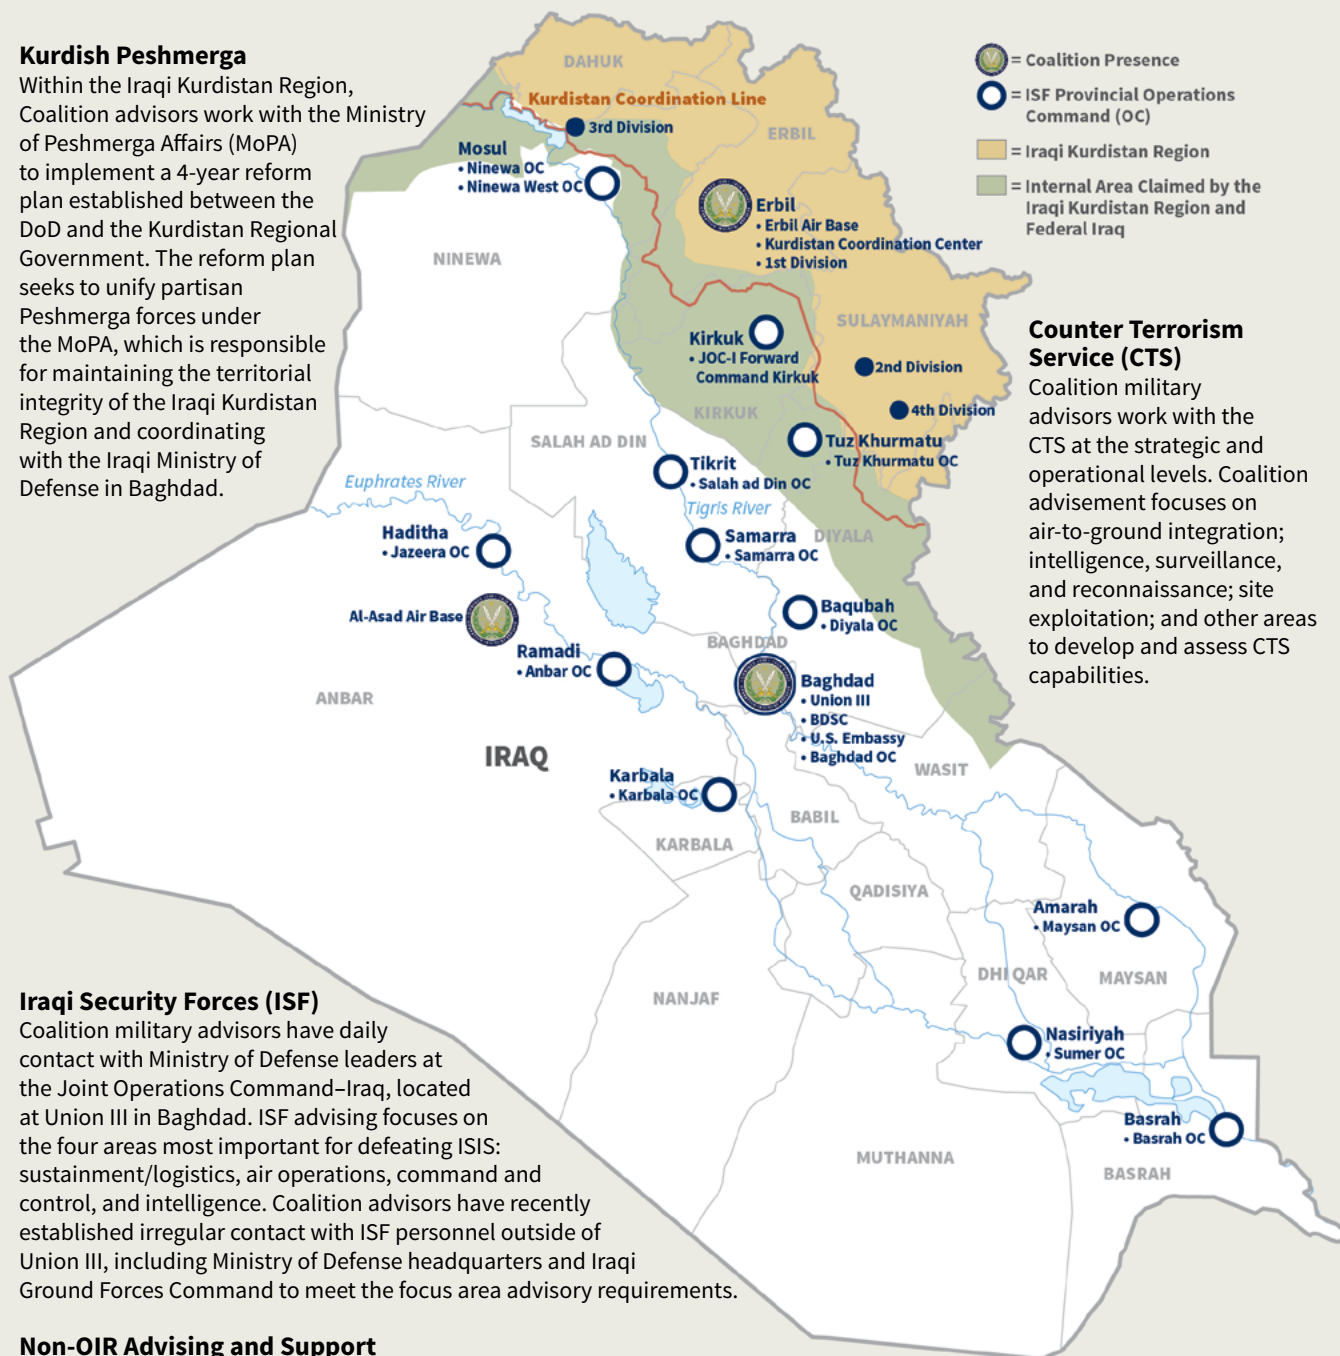 Kurdish Peshmerga
Within the Iraqi Kurdistan Region,
Coalition advisors work with the Ministry
of Peshmerga Affairs (MoPA)
to implement a 4-year reform
plan established between the
DoD and the Kurdistan Regional
Government. The reform plan
seeks to unify partisan
Peshmerga forces under
the MoPA, which is responsible
for maintaining the territorial
integrity of the Iraqi Kurdistan
Region and coordinating
with the Iraqi Ministry of
Defense in Baghdad.
= Coalition Presence
= ISF Provincial Operations
Command (OC)
= Iraqi Kurdistan Region
= Internal Area Claimed by the
Iraqi Kurdistan Region and
Federal Iraq
DAHUK
Kurdistan Coordination Line
3rd Division
ERBIL
Mosul
• Ninewa OC
• Ninewa West OC
Erbil
• Erbil Air Base
• Kurdistan Coordination Center
• 1st Division
NINEWA
SULAYMANIYAH
Kirkuk
• JOC-I Forward
Command Kirkuk
2nd Division
4th Division
KIRKUK
Tuz Khurmatu
• Tuz Khurmatu OC
SALAH AD DIN
Tikrit
• Salah ad Din OC
Euphrates River
Tigris River
Haditha
• Jazeera OC
Samarra
• Samarra OC
DIYALA
Al-Asad Air Base
Baqubah
• Diyala OC
BAGHDAD
Ramadi
• Anbar OC
Baghdad
• Union III
• BDSC
• U.S. Embassy
• Baghdad OC
ANBAR
IRAQ
WASIT
Karbala
• Karbala OC
BABIL
KARBALA
QADISIYA
Amarah
• Maysan OC
DHI QAR
MAYSAN
NANJAF
Nasiriyah
• Sumer OC
Basrah
• Basrah OC
MUTHANNA
BASRAH
Counter Terrorism
Service (CTS)
Coalition military
advisors work with the
CTS at the strategic and
operational levels. Coalition
advisement focuses on
air-to-ground integration;
intelligence, surveillance,
and reconnaissance; site
exploitation; and other areas
to develop and assess CTS
capabilities.
Iraqi Security Forces (ISF)
Coalition military advisors have daily
contact with Ministry of Defense leaders at
the Joint Operations Command–Iraq, located
at Union III in Baghdad. ISF advising focuses on
the four areas most important for defeating ISIS:
sustainment/logistics, air operations, command and
control, and intelligence. Coalition advisors have recently
established irregular contact with ISF personnel outside of
Union III, including Ministry of Defense headquarters and Iraqi
Ground Forces Command to meet the focus area advisory requirements.
Non-OIR Advising and Support